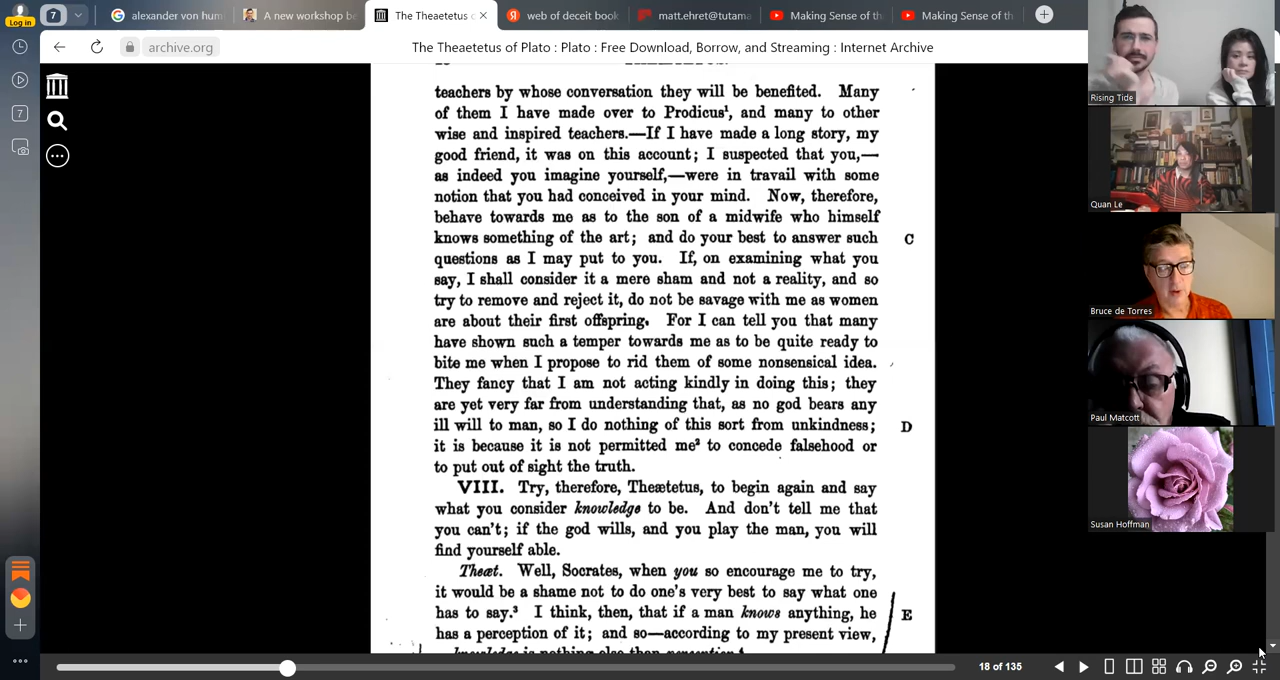 Log in
7
alexander von hum
A new workshop be
The Theaetetus o
web of deceit book
matt.ehret@tutama
Making Sense of th
Making Sense of th
archive.org
The Theaetetus of Plato : Plato : Free Download, Borrow, and Streaming : Internet Archive
7
teachers by whose conversation they will be benefited. Many
of them I have made over to Prodicus¹, and many to other
wise and inspired teachers.—If I have made a long story, my
good friend, it was on this account; I suspected that you,—
as indeed you imagine yourself,—were in travail with some
notion that you had conceived in your mind. Now, therefore,
behave towards me as to the son of a midwife who himself
knows something of the art; and do your best to answer such
C
questions as I may put to you. If, on examining what you
say, I shall consider it a mere sham and not a reality, and so
try to remove and reject it, do not be savage with me as women
are about their first offspring. For I can tell you that many
have shown such a temper towards me as to be quite ready to
bite me when I propose to rid them of some nonsensical idea.
They fancy that I am not acting kindly in doing this; they
are yet very far from understanding that, as no god bears any
ill will to man, so I do nothing of this sort from unkindness;
D
it is because it is not permitted me² to concede falsehood or
to put out of sight the truth.
VIII. Try, therefore, Theætetus, to begin again and say
what you consider knowledge to be. And don't tell me that
you can't; if the god wills, and you play the man, you will
find yourself able.
Theæt. Well, Socrates, when you so encourage me to try,
it would be a shame not to do one's very best to say what one
has to say.³ I think, then, that if a man knows anything, he
E
has a perception of it; and so—according to my present view,
knowledge is nothing else than perception
18 of 135
Rising Tide
Quan Le
Bruce de Torres
Paul Matcott
Susan Hoffman